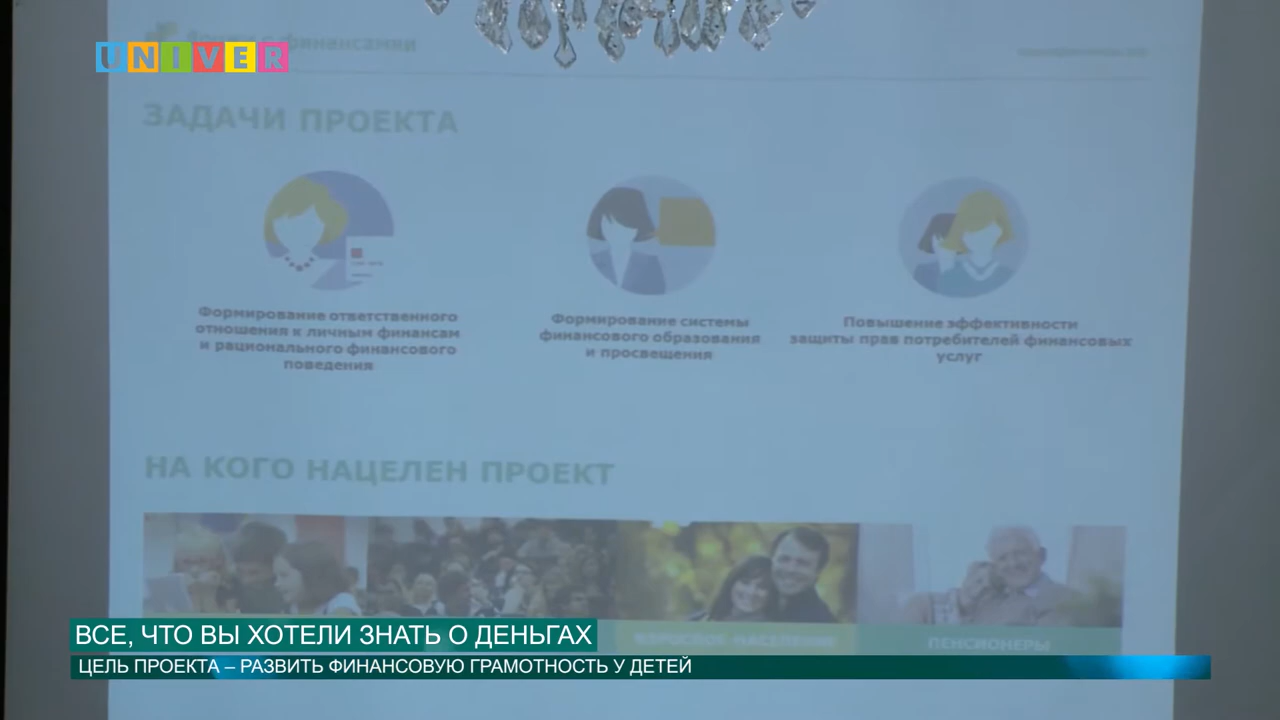 UNIVER
с финансами
ЗАДАЧИ ПРОЕКТА
Формирование ответственного
отношения к личным финансам
и рационального финансового
поведения
Формирование системы
финансового образования
и просвещения
Повышение эффективности
защиты прав потребителей финансовых
услуг
НА КОГО НАЦЕЛЕН ПРОЕКТ
ВЗРОСЛОЕ НАСЕЛЕНИЕ
ПЕНСИОНЕРЫ
ВСЕ, ЧТО ВЫ ХОТЕЛИ ЗНАТЬ О ДЕНЬГАХ
ЦЕЛЬ ПРОЕКТА – РАЗВИТЬ ФИНАНСОВУЮ ГРАМОТНОСТЬ У ДЕТЕЙ